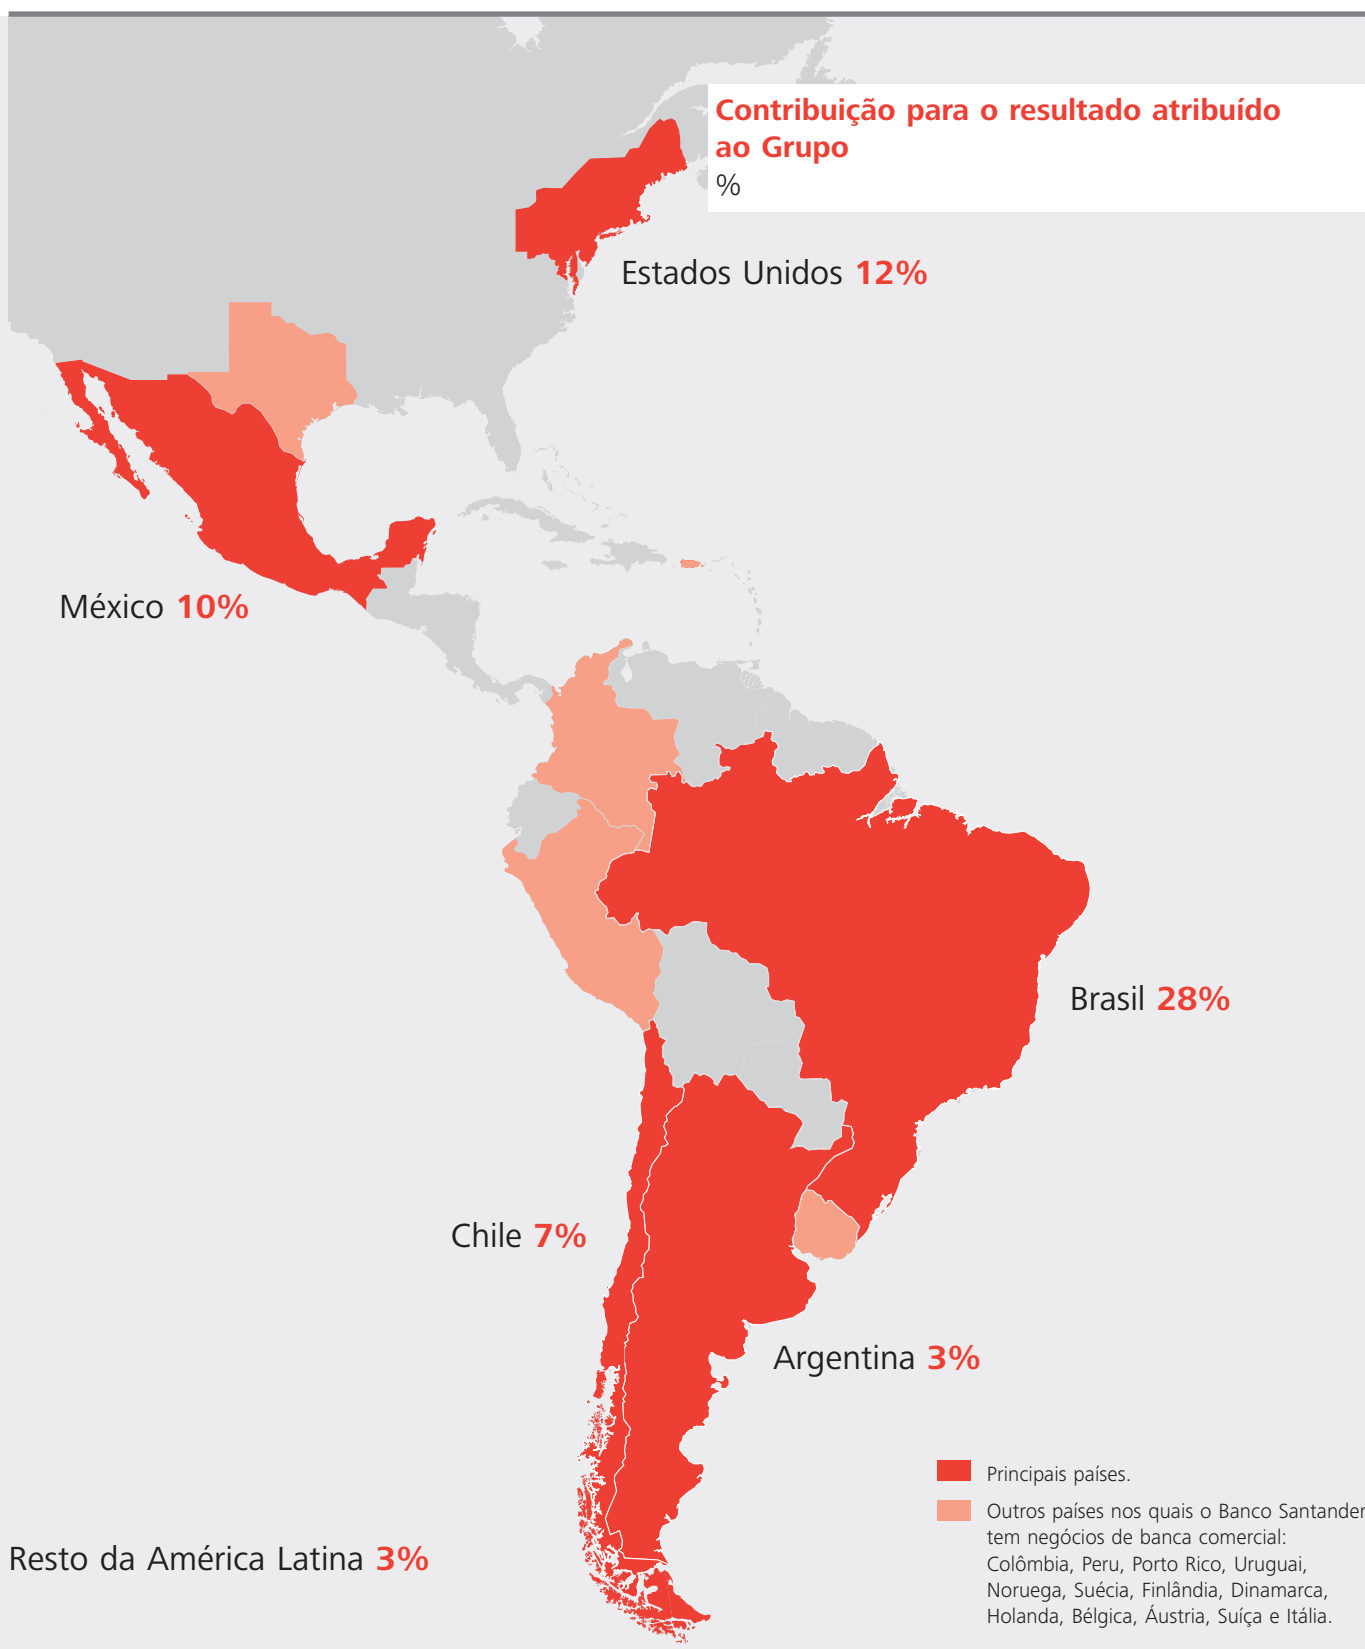 Contribuição para o resultado atribuído
ao Grupo
%
Estados Unidos 12%
México 10%
Brasil 28%
Chile 7%
Argentina 3%
Resto da América Latina 3%
Principais países.
Outros países nos quais o Banco Santander
tem negócios de banca comercial:
Colômbia, Peru, Porto Rico, Uruguai,
Noruega, Suécia, Finlândia, Dinamarca,
Holanda, Bélgica, Áustria, Suíça e Itália.